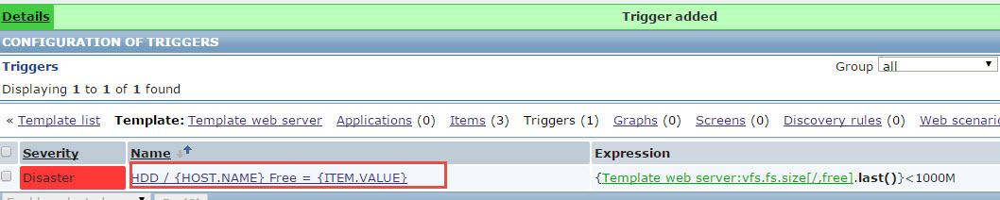 Details Trigger added
CONFIGURATION OF TRIGGERS
Triggers Group all
Displaying 1 to 1 of 1 found
« Template list Template: Template web server Applications (0) Items (3) Triggers (1) Graphs (0) Screens (0) Discovery rules (0) Web scenario
Severity Name Expression
Disaster HDD / {HOST.NAME} Free = {ITEM.VALUE} {Template web server:vfs.fs.size[/,free].last()}<1000M